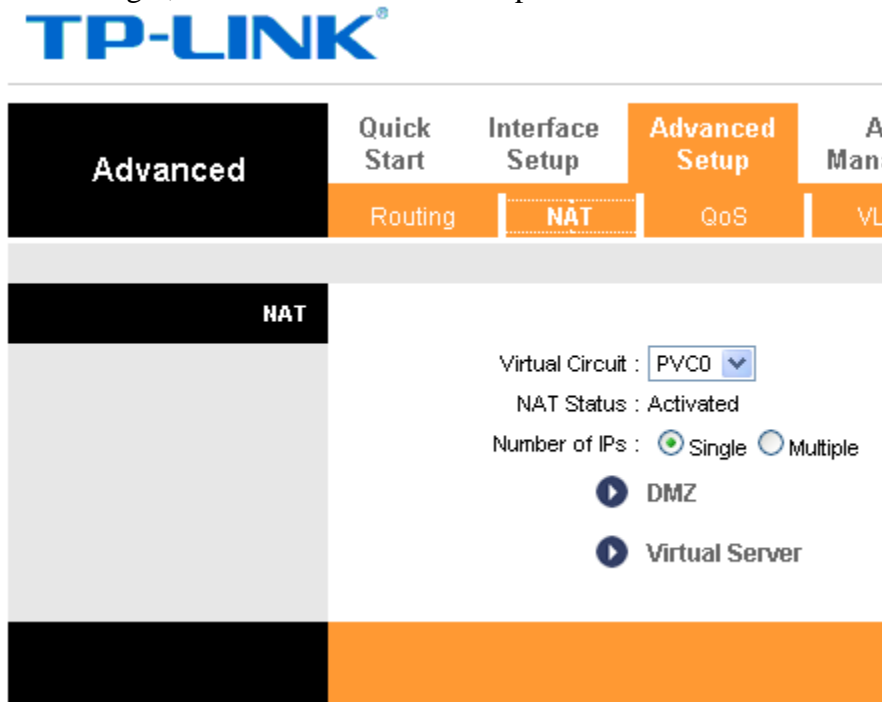 TP-LINK®
Advanced
Quick Start
Interface Setup
Advanced Setup
Routing
NAT
QoS
NAT
Virtual Circuit : PVC0
NAT Status : Activated
Number of IPs : Single Multiple
DMZ
Virtual Server